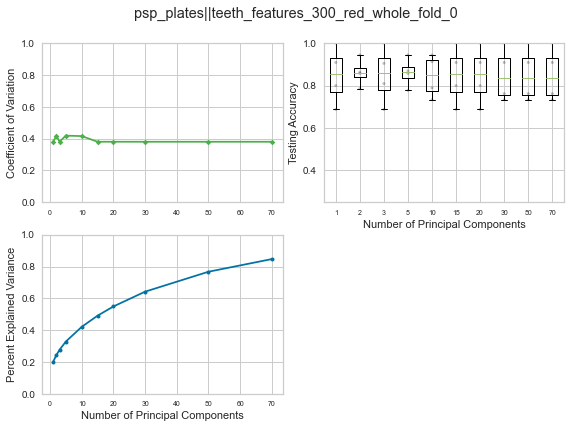 psp_plates||teeth_features_300_red_whole_fold_0
Coefficient of Variation
1.0
0.8
0.6
0.4
0.2
0.0
0 10 20 30 40 50 60 70
Testing Accuracy
1.0
0.8
0.6
0.4
1 2 3 5 10 15 20 30 50 70
Number of Principal Components
Percent Explained Variance
1.0
0.8
0.6
0.4
0.2
0.0
0 10 20 30 40 50 60 70
Number of Principal Components